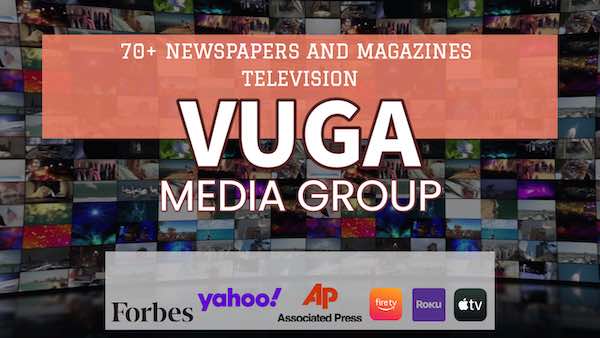 70+ NEWSPAPERS AND MAGAZINES
TELEVISION
VUGA
MEDIA GROUP
Forbes yahoo! AP fire tv Roku tv
Associated Press